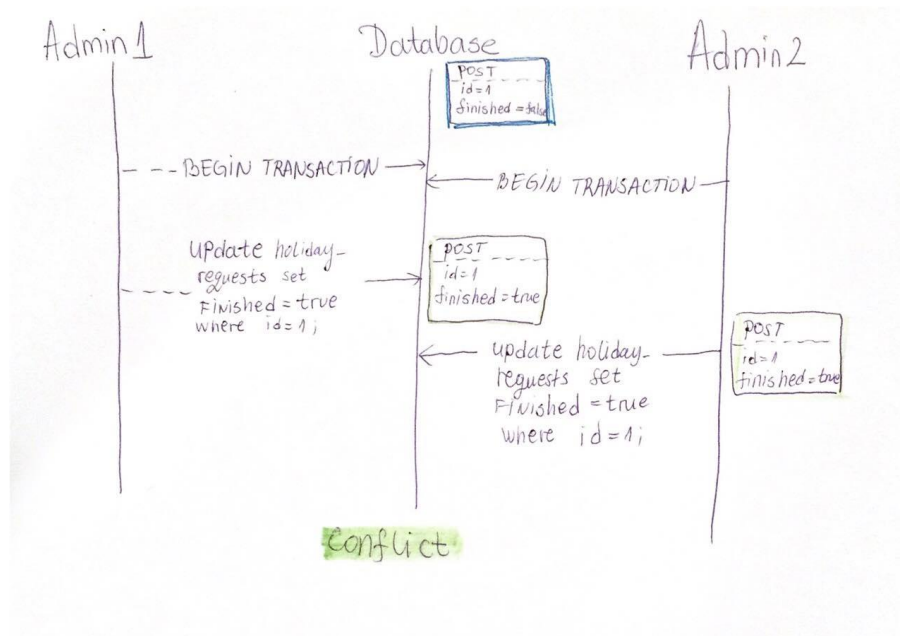 Admin1
Database
Admin2
POST
id=1
finished=false
BEGIN TRANSACTION
BEGIN TRANSACTION
UPdate holiday-
requests set
Finished=true
where id=1;
POST
id=1
finished=true
update holiday-
requests set
Finished=true
where id=1;
POST
id=1
finished=true
Conflict